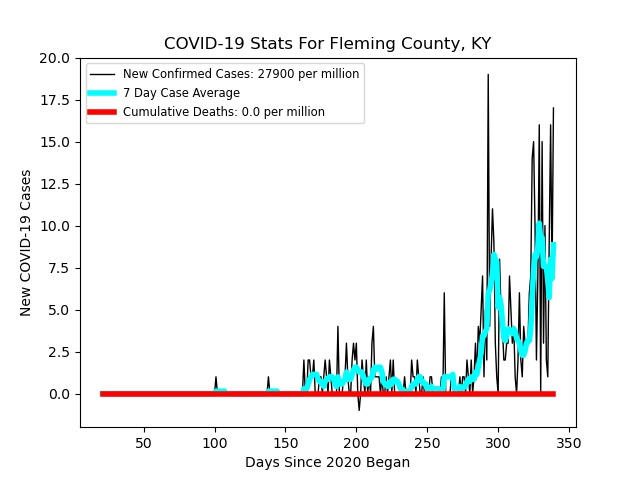 COVID-19 Stats For Fleming County, KY
New Confirmed Cases: 27900 per million
7 Day Case Average
Cumulative Deaths: 0.0 per million
New COVID-19 Cases
20.0
17.5
15.0
12.5
10.0
7.5
5.0
2.5
0.0
50 100 150 200 250 300 350
Days Since 2020 Began